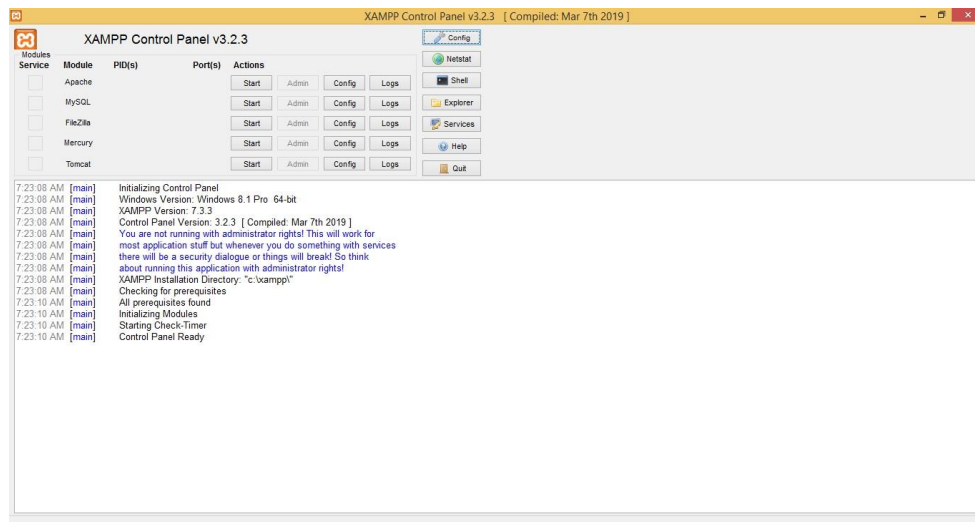 XAMPP Control Panel v3.2.3 [ Compiled: Mar 7th 2019 ]
XAMPP Control Panel v3.2.3
Config
Modules
Service Module PID(s) Port(s) Actions
Netstat
Apache Start Admin Config Logs
Shell
MySQL Start Admin Config Logs
Explorer
FileZilla Start Admin Config Logs
Services
Mercury Start Admin Config Logs
Help
Tomcat Start Admin Config Logs
Quit
7:23:08 AM [main] Initializing Control Panel
7:23:08 AM [main] Windows Version: Windows 8.1 Pro 64-bit
7:23:08 AM [main] XAMPP Version: 7.3.3
7:23:08 AM [main] Control Panel Version: 3.2.3 [ Compiled: Mar 7th 2019 ]
7:23:08 AM [main] You are not running with administrator rights! This will work for
7:23:08 AM [main] most application stuff but whenever you do something with services
7:23:08 AM [main] there will be a security dialogue or things will break! So think
7:23:08 AM [main] about running this application with administrator rights!
7:23:08 AM [main] XAMPP Installation Directory: "c:\xampp\"
7:23:08 AM [main] Checking for prerequisites
7:23:10 AM [main] All prerequisites found
7:23:10 AM [main] Initializing Modules
7:23:10 AM [main] Starting Check-Timer
7:23:10 AM [main] Control Panel Ready